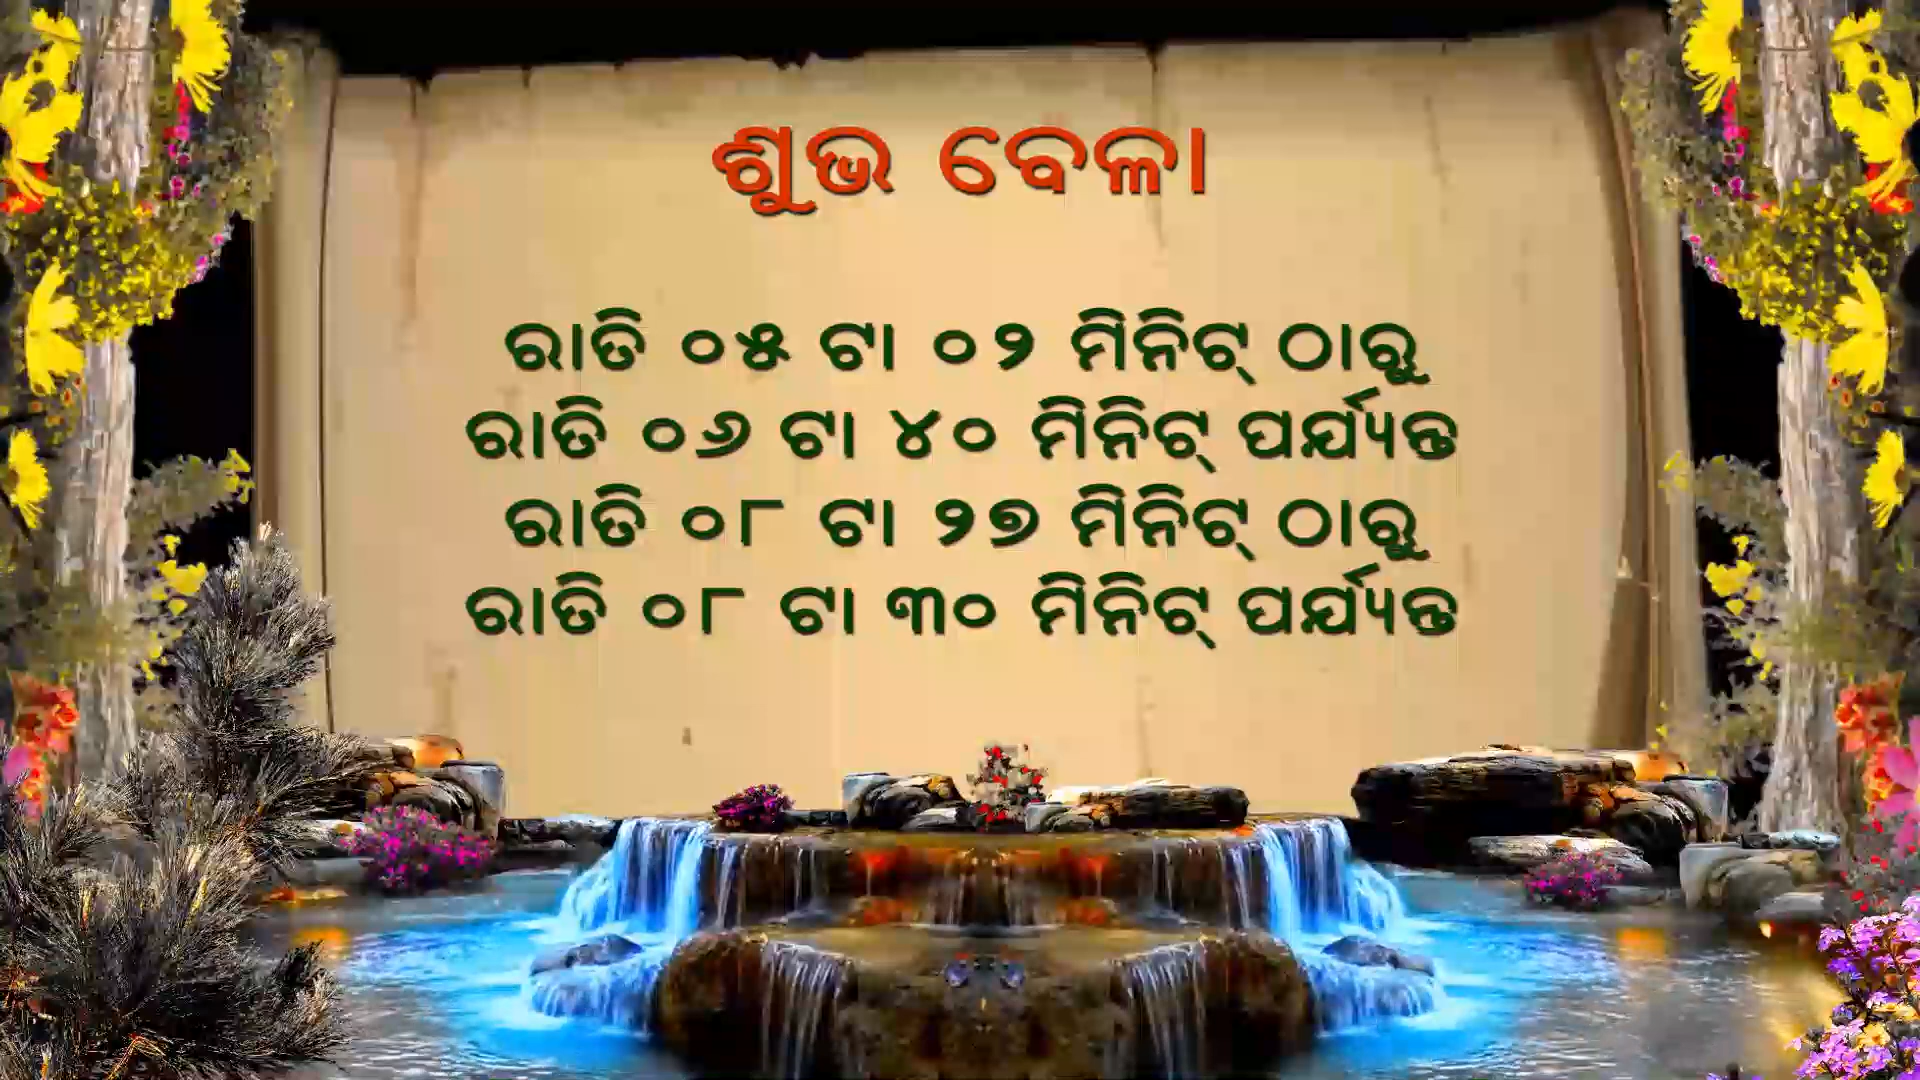 ଶୁଭ ବେଳା
ରାତି ୦୫ ଟା ୦୨ ମିନିଟ୍ ଠାରୁ
ରାତି ୦୬ ଟା ୪୦ ମିନିଟ୍ ପର୍ଯ୍ୟନ୍ତ
ରାତି ୦୮ ଟା ୨୭ ମିନିଟ୍ ଠାରୁ
ରାତି ୦୮ ଟା ୩୦ ମିନିଟ୍ ପର୍ଯ୍ୟନ୍ତ